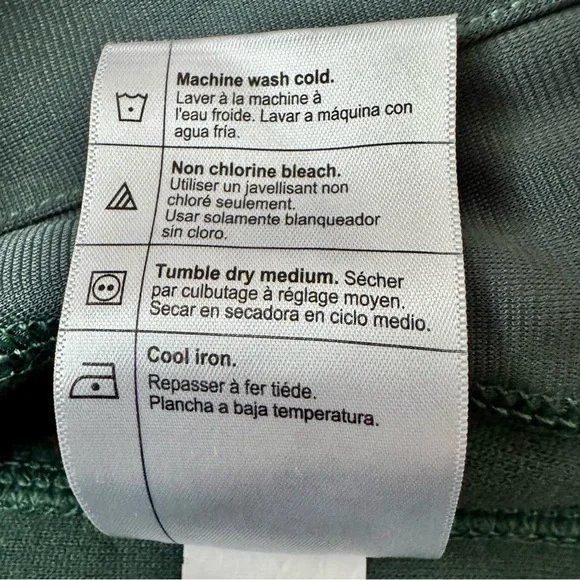 Machine wash cold.
Laver à la machine à
l'eau froide. Lavar a máquina con
agua fría.
Non chlorine bleach.
Utiliser un javellisant non
chloré seulement.
Usar solamente blanqueador
sin cloro.
Tumble dry medium. Sécher
par culbutage à réglage moyen.
Secar en secadora en ciclo medio.
Cool iron.
Repasser à fer tiéde.
Plancha a baja temperatura.